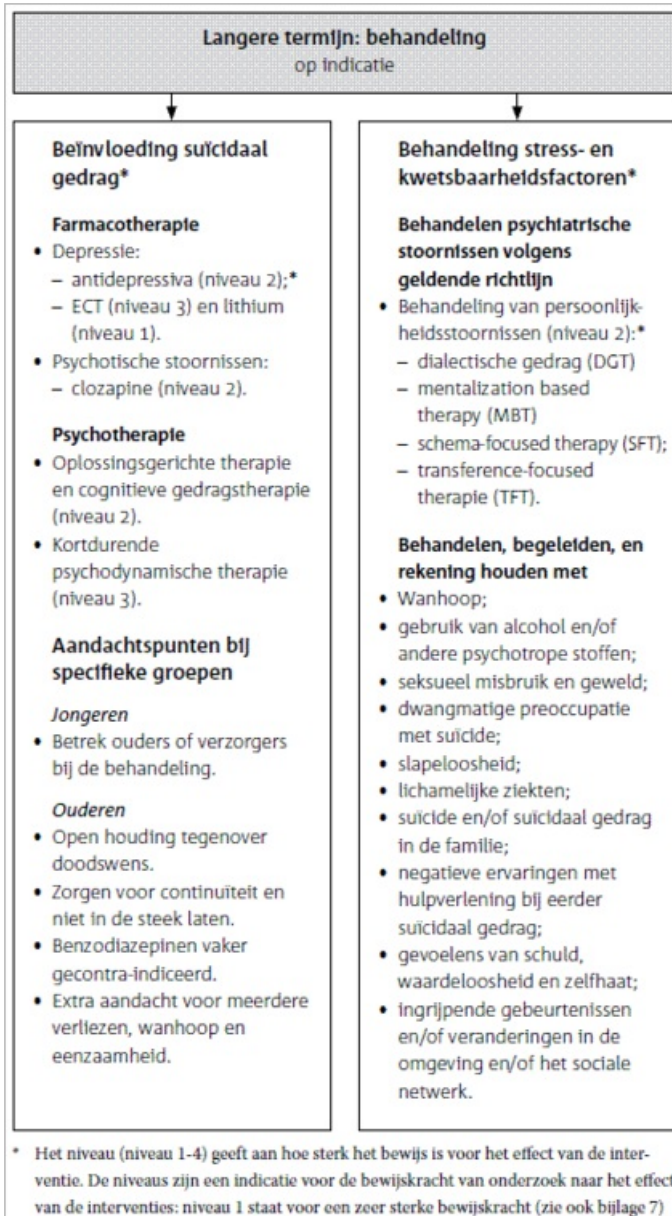 Langere termijn: behandeling
op indicatie
Beïnvloeding suïcidaal
gedrag*
Farmacotherapie
• Depressie:
– antidepressiva (niveau 2);*
– ECT (niveau 3) en lithium
(niveau 1).
• Psychotische stoornissen:
– clozapine (niveau 2).
Psychotherapie
• Oplossingsgerichte therapie
en cognitieve gedragstherapie
(niveau 2).
• Kortdurende
psychodynamische therapie
(niveau 3).
Aandachtspunten bij
specifieke groepen
Jongeren
• Betrek ouders of verzorgers
bij de behandeling.
Ouderen
• Open houding tegenover
doodswens.
• Zorgen voor continuïteit en
niet in de steek laten.
• Benzodiazepinen vaker
gecontra-indiceerd.
• Extra aandacht voor meerdere
verliezen, wanhoop en
eenzaamheid.
Behandeling stress- en
kwetsbaarheidsfactoren*
Behandelen psychiatrische
stoornissen volgens
geldende richtlijn
• Behandeling van persoonlijk-
heidsstoornissen (niveau 2):*
– dialectische gedrag (DGT)
– mentalization based
therapy (MBT)
– schema-focused therapy (SFT);
– transference-focused
therapie (TFT).
Behandelen, begeleiden, en
rekening houden met
• Wanhoop;
• gebruik van alcohol en/of
andere psychotrope stoffen;
• seksueel misbruik en geweld;
• dwangmatige preoccupatie
met suïcide;
• slapeloosheid;
• lichamelijke ziekten;
• suïcide en/of suïcidaal gedrag
in de familie;
• negatieve ervaringen met
hulpverlening bij eerder
suïcidaal gedrag;
• gevoelens van schuld,
waardeloosheid en zelfhaat;
• ingrijpende gebeurtenissen
en/of veranderingen in de
omgeving en/of het sociale
netwerk.
* Het niveau (niveau 1-4) geeft aan hoe sterk het bewijs is voor het effect van de inter-
ventie. De niveaus zijn een indicatie voor de bewijskracht van onderzoek naar het effect
van de interventies: niveau 1 staat voor een zeer sterke bewijskracht (zie ook bijlage 7)